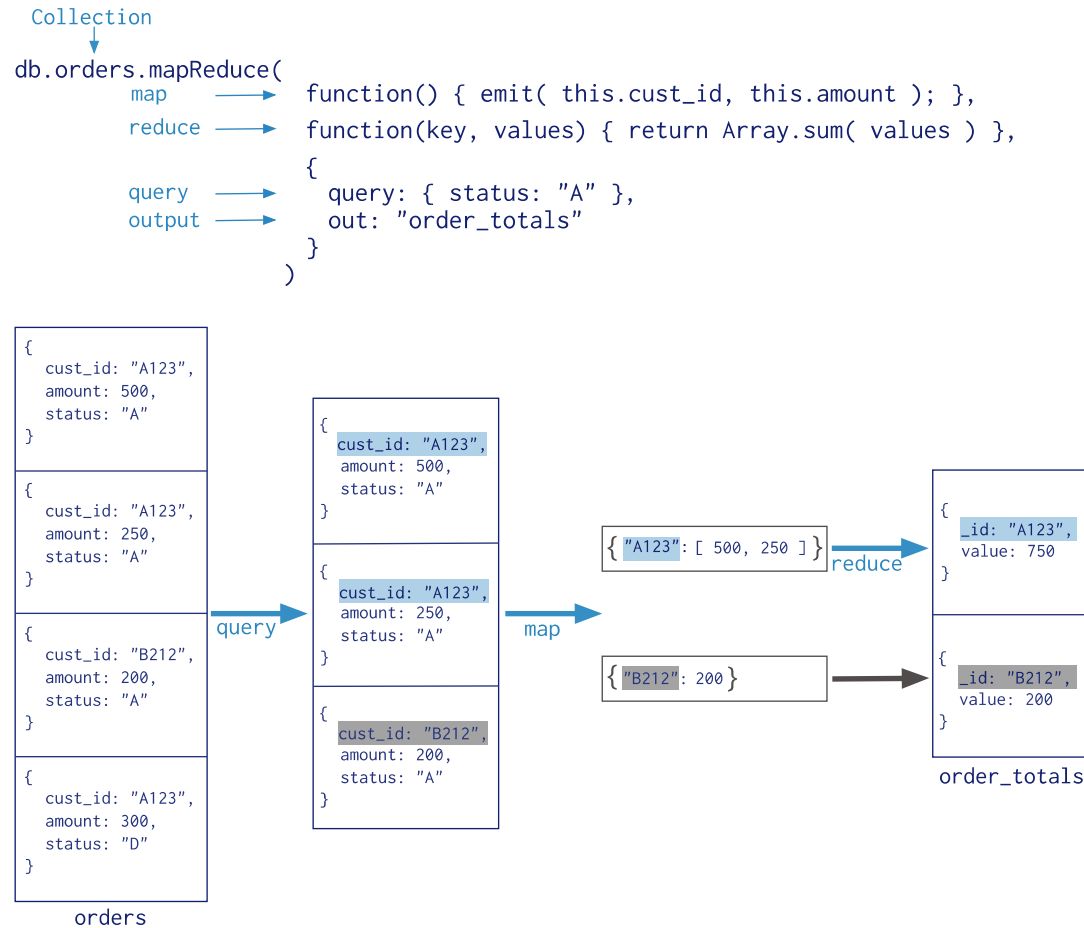 Collection
db.orders.mapReduce(
map function() { emit( this.cust_id, this.amount ); },
reduce function(key, values) { return Array.sum( values ) },
{
query query: { status: "A" },
output out: "order_totals"
}
)
{
cust_id: "A123",
amount: 500,
status: "A"
}
{
cust_id: "A123",
amount: 250,
status: "A"
}
{
cust_id: "B212",
amount: 200,
status: "A"
}
{
cust_id: "A123",
amount: 300,
status: "D"
}
orders
query
{
cust_id: "A123",
amount: 500,
status: "A"
}
{
cust_id: "A123",
amount: 250,
status: "A"
}
{
cust_id: "B212",
amount: 200,
status: "A"
}
map
{ "A123": [ 500, 250 ] }
{ "B212": 200 }
reduce
{
_id: "A123",
value: 750
}
{
_id: "B212",
value: 200
}
order_totals